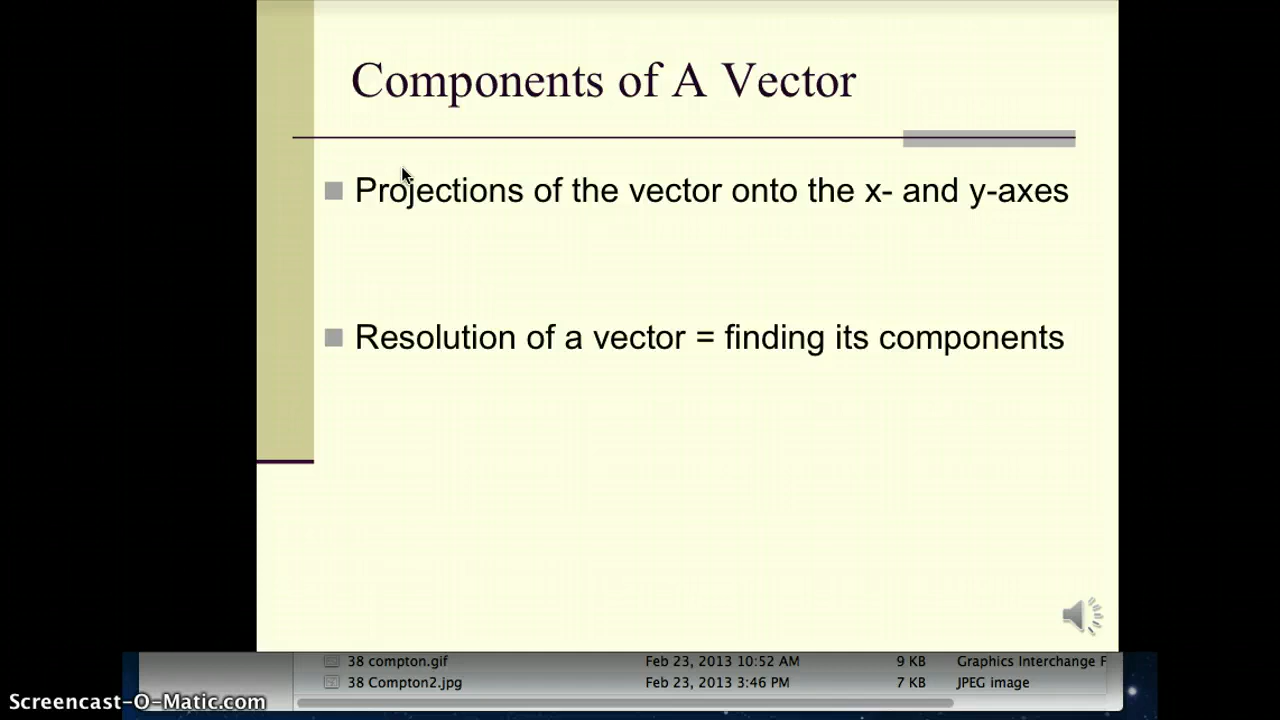 Components of A Vector
Projections of the vector onto the x- and y-axes
Resolution of a vector = finding its components
38 compton.gif Feb 23, 2013 10:52 AM 9 KB Graphics Interchange F
38 Compton2.jpg Feb 23, 2013 3:46 PM 7 KB JPEG image
Screencast-O-Matic.com